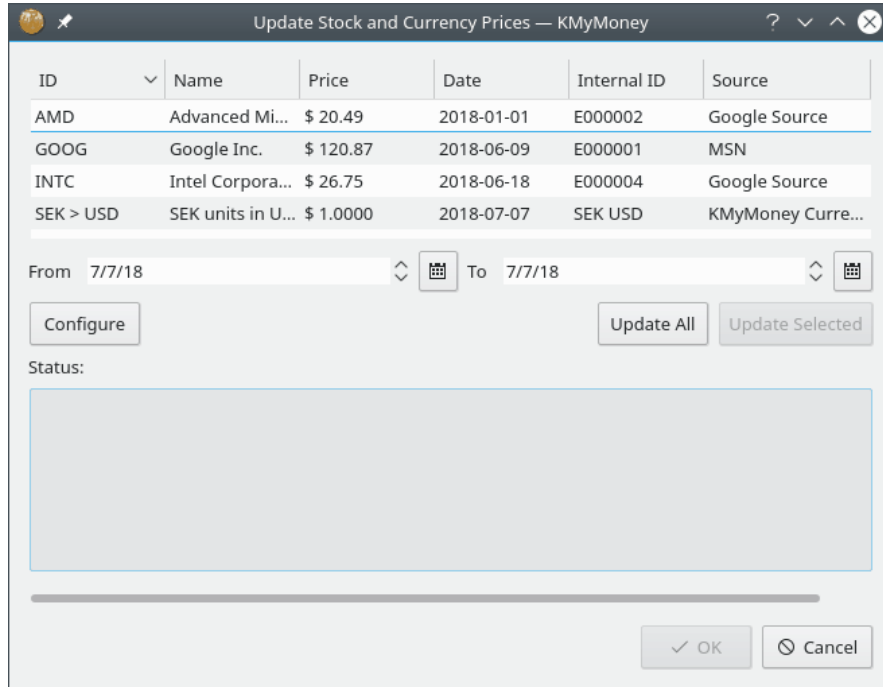 Update Stock and Currency Prices — KMyMoney
ID Name Price Date Internal ID Source
AMD Advanced Mi... $ 20.49 2018-01-01 E000002 Google Source
GOOG Google Inc. $ 120.87 2018-06-09 E000001 MSN
INTC Intel Corpora... $ 26.75 2018-06-18 E000004 Google Source
SEK > USD SEK units in U... $ 1.0000 2018-07-07 SEK USD KMyMoney Curre...
From 7/7/18 To 7/7/18
Configure Update All Update Selected
Status:
OK Cancel